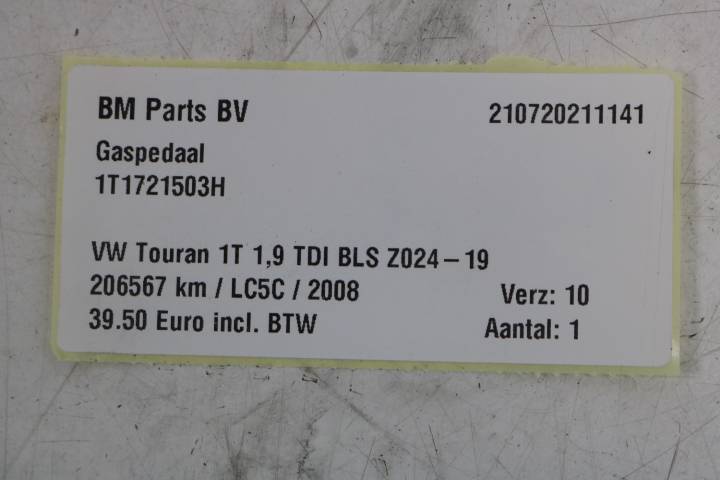 BM Parts BV 210720211141
Gaspedaal
1T1721503H
VW Touran 1T 1,9 TDI BLS Z024-19
206567 km / LC5C / 2008 Verz: 10
39.50 Euro incl. BTW Aantal: 1